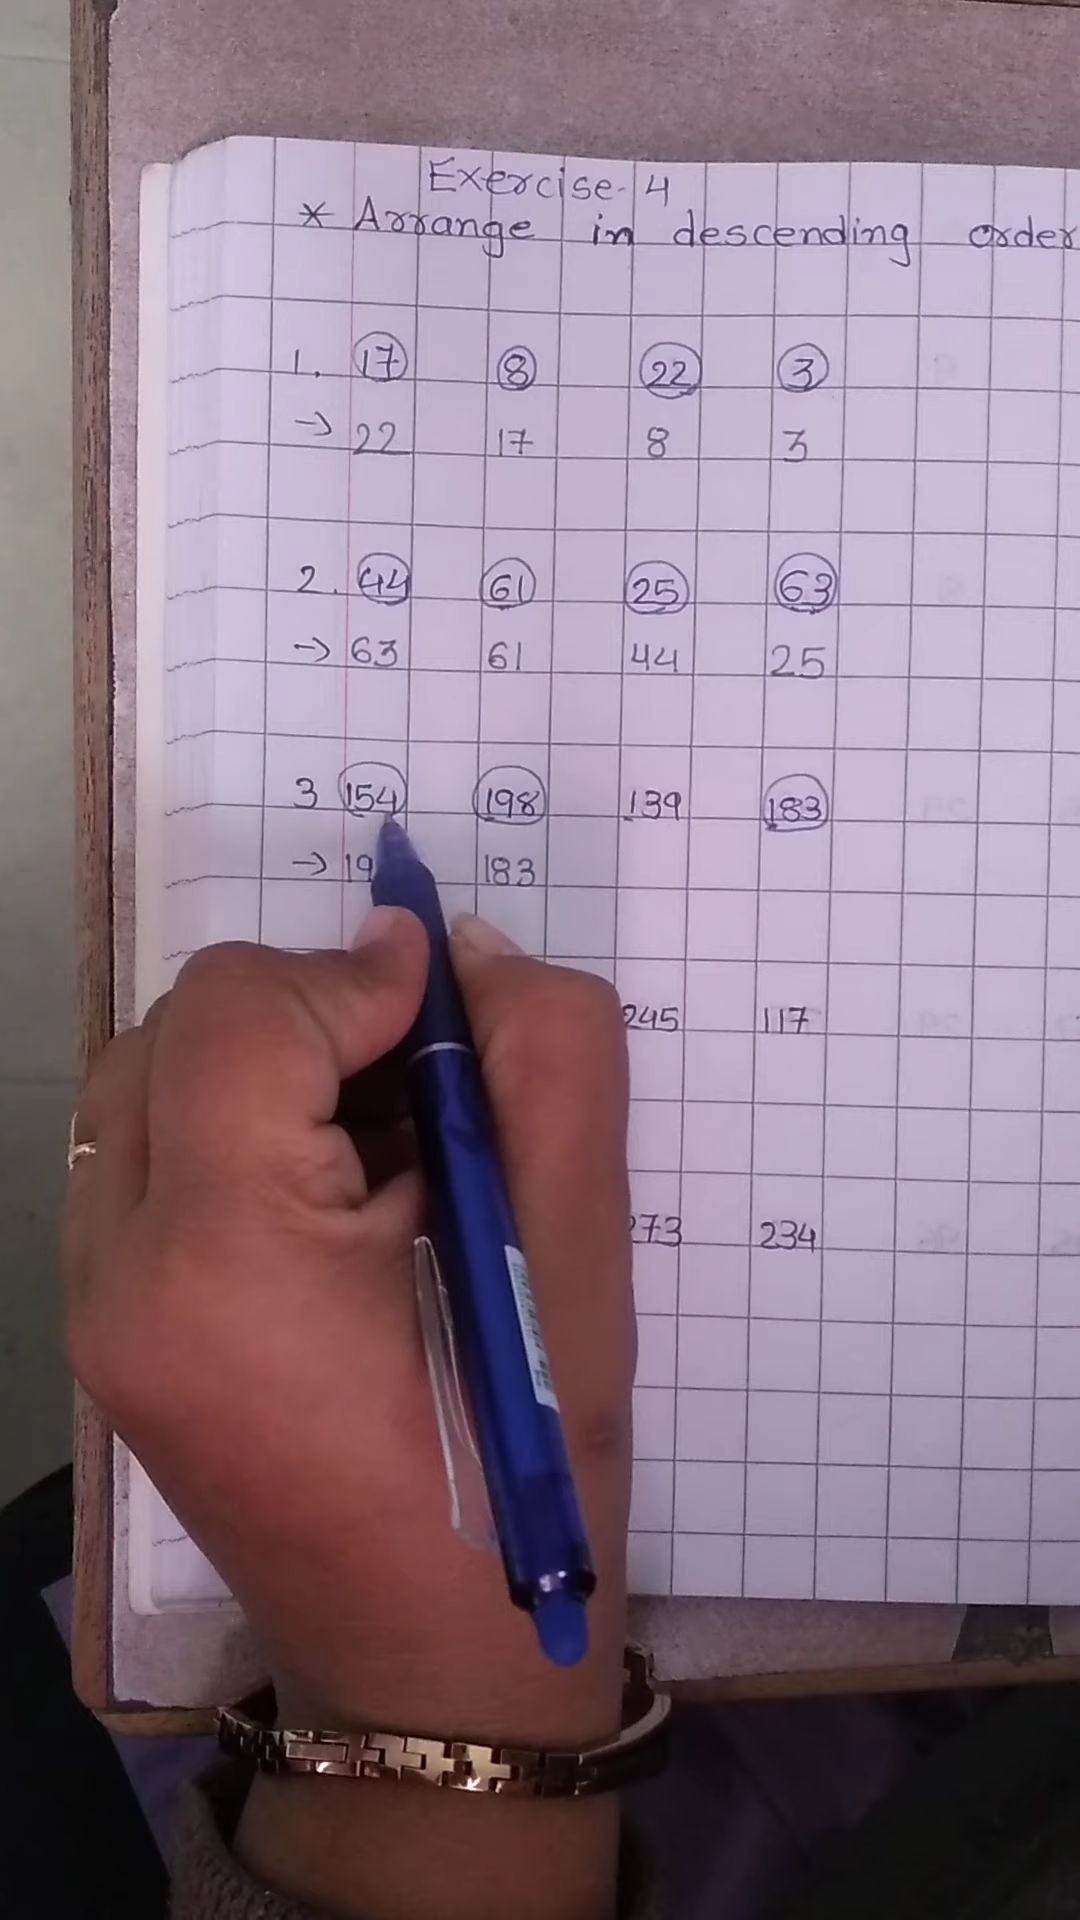 Exercise-4
* Arrange in descending order
1. 17 8 22 3
→ 22 17 8 3
2. 44 61 25 63
→ 63 61 44 25
3 154 198 139 183
→ 19 183
245 117
273 234